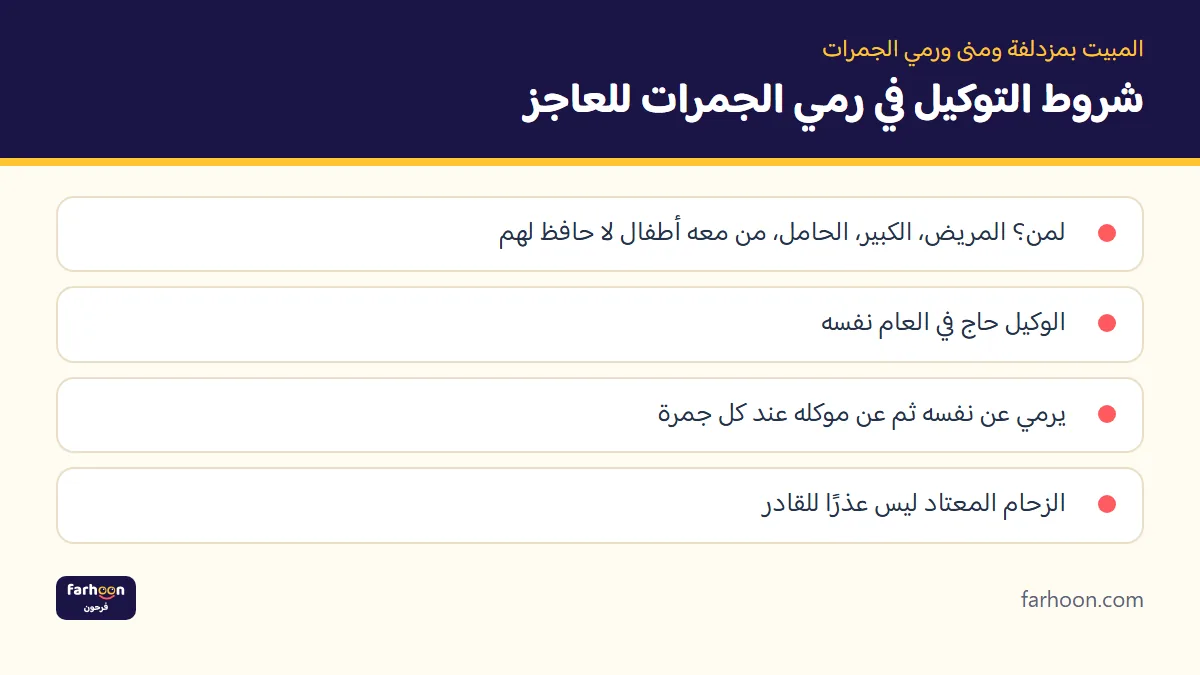 المبيت بمزدلفة ومنى ورمي الجمرات
شروط التوكيل في رمي الجمرات للعاجز
لمن؟ المريض، الكبير، الحامل، من معه أطفال لا حافظ لهم
الوكيل حاج في العام نفسه
يرمي عن نفسه ثم عن موكله عند كل جمرة
الزحام المعتاد ليس عذرًا للقادر
farhoon.com
farhoon
فرحون